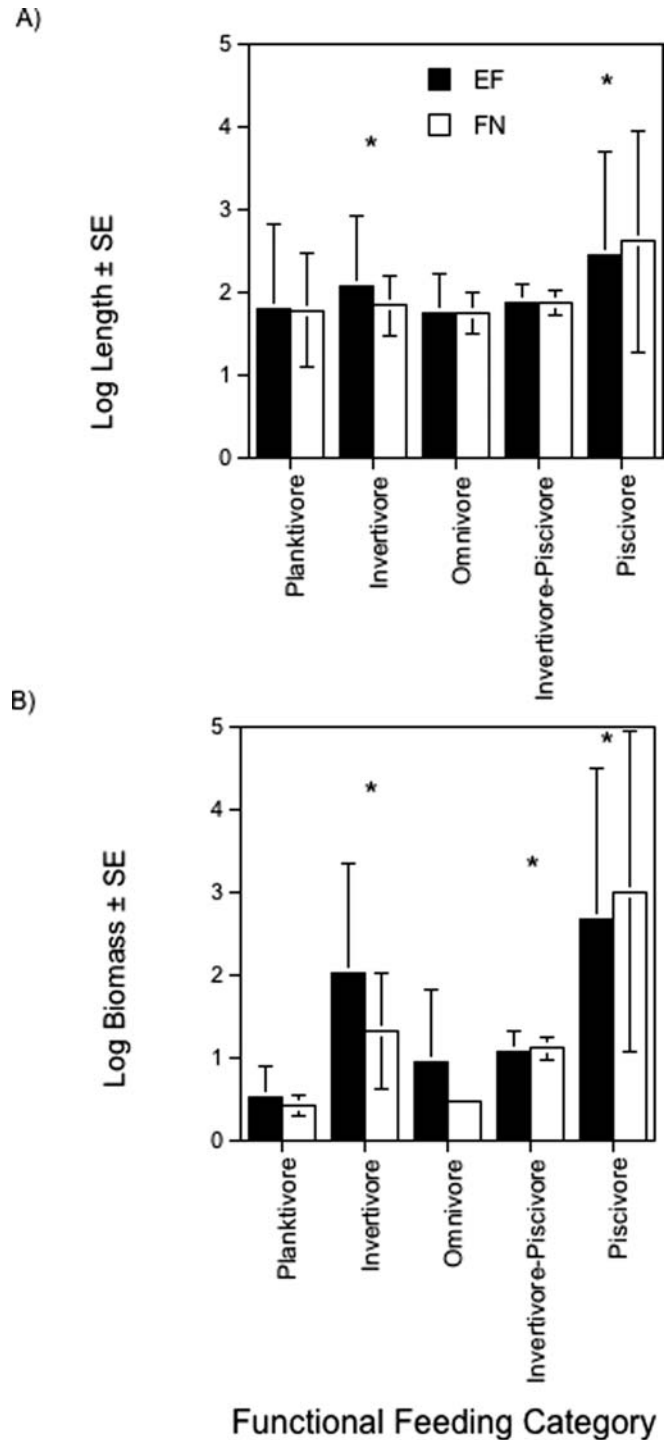 A)
5
4
3
2
1
0
Log Length ± SE
EF
FN
*
*
Planktivore
Invertivore
Omnivore
Invertivore-Piscivore
Piscivore
B)
5
4
3
2
1
0
Log Biomass ± SE
*
*
*
Planktivore
Invertivore
Omnivore
Invertivore-Piscivore
Piscivore
Functional Feeding Category